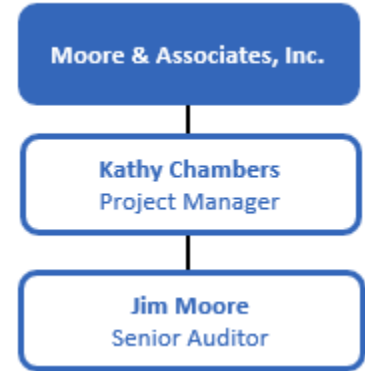 Moore & Associates, Inc.
Kathy Chambers
Project Manager
Jim Moore
Senior Auditor